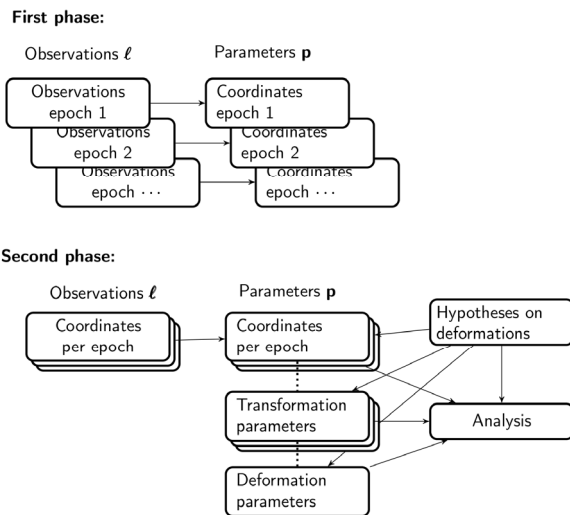 First phase:
Observations ℓ
Parameters p
Observations
epoch 1
Coordinates
epoch 1
Observations
epoch 2
Coordinates
epoch 2
Observations
epoch ···
Coordinates
epoch ···
Second phase:
Observations ℓ
Parameters p
Coordinates
per epoch
Coordinates
per epoch
Hypotheses on
deformations
Transformation
parameters
Analysis
Deformation
parameters